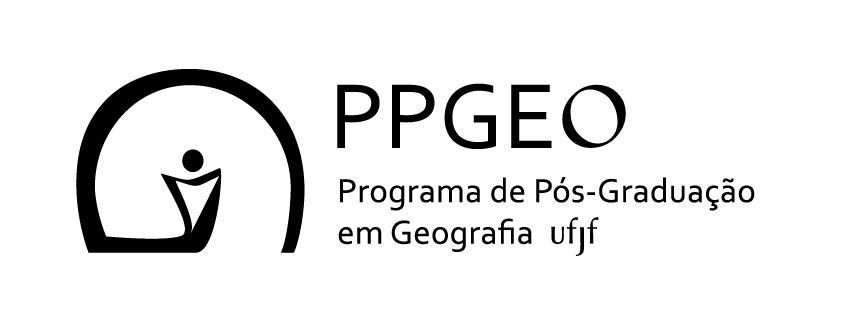 PPGEO
Programa de Pós-Graduação
em Geografia ufjf